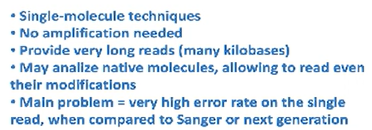 • Single-molecule techniques
• No amplification needed
• Provide very long reads (many kilobases)
• May analize native molecules, allowing to read even
their modifications
• Main problem = very high error rate on the single
read, when compared to Sanger or next generation